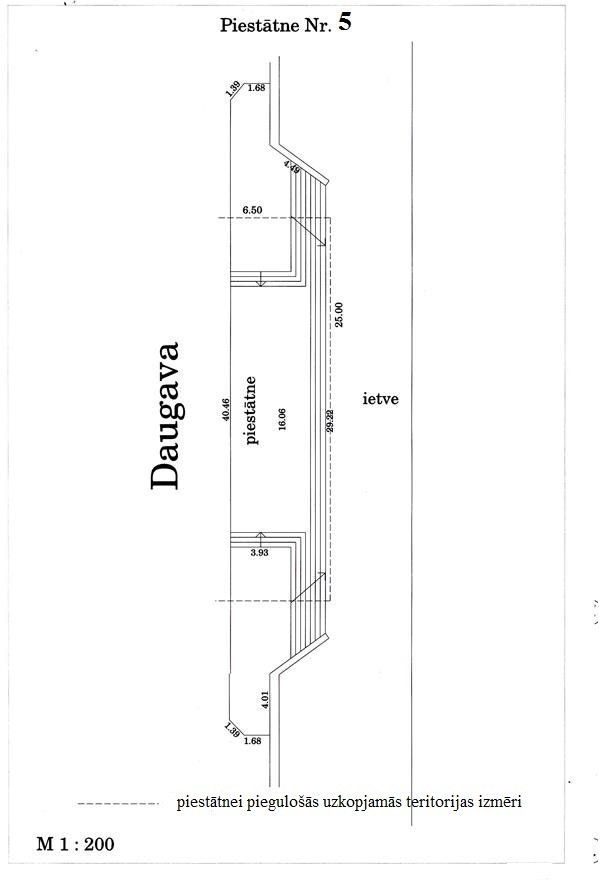 Piestātne Nr. 5
1.39
1.68
4.49
6.50
25.00
Daugava
40.46
piestātne
16.06
29.22
ietve
3.93
4.01
1.39
1.68
piestātnei piegulošās uzkopjamās teritorijas izmēri
M 1 : 200